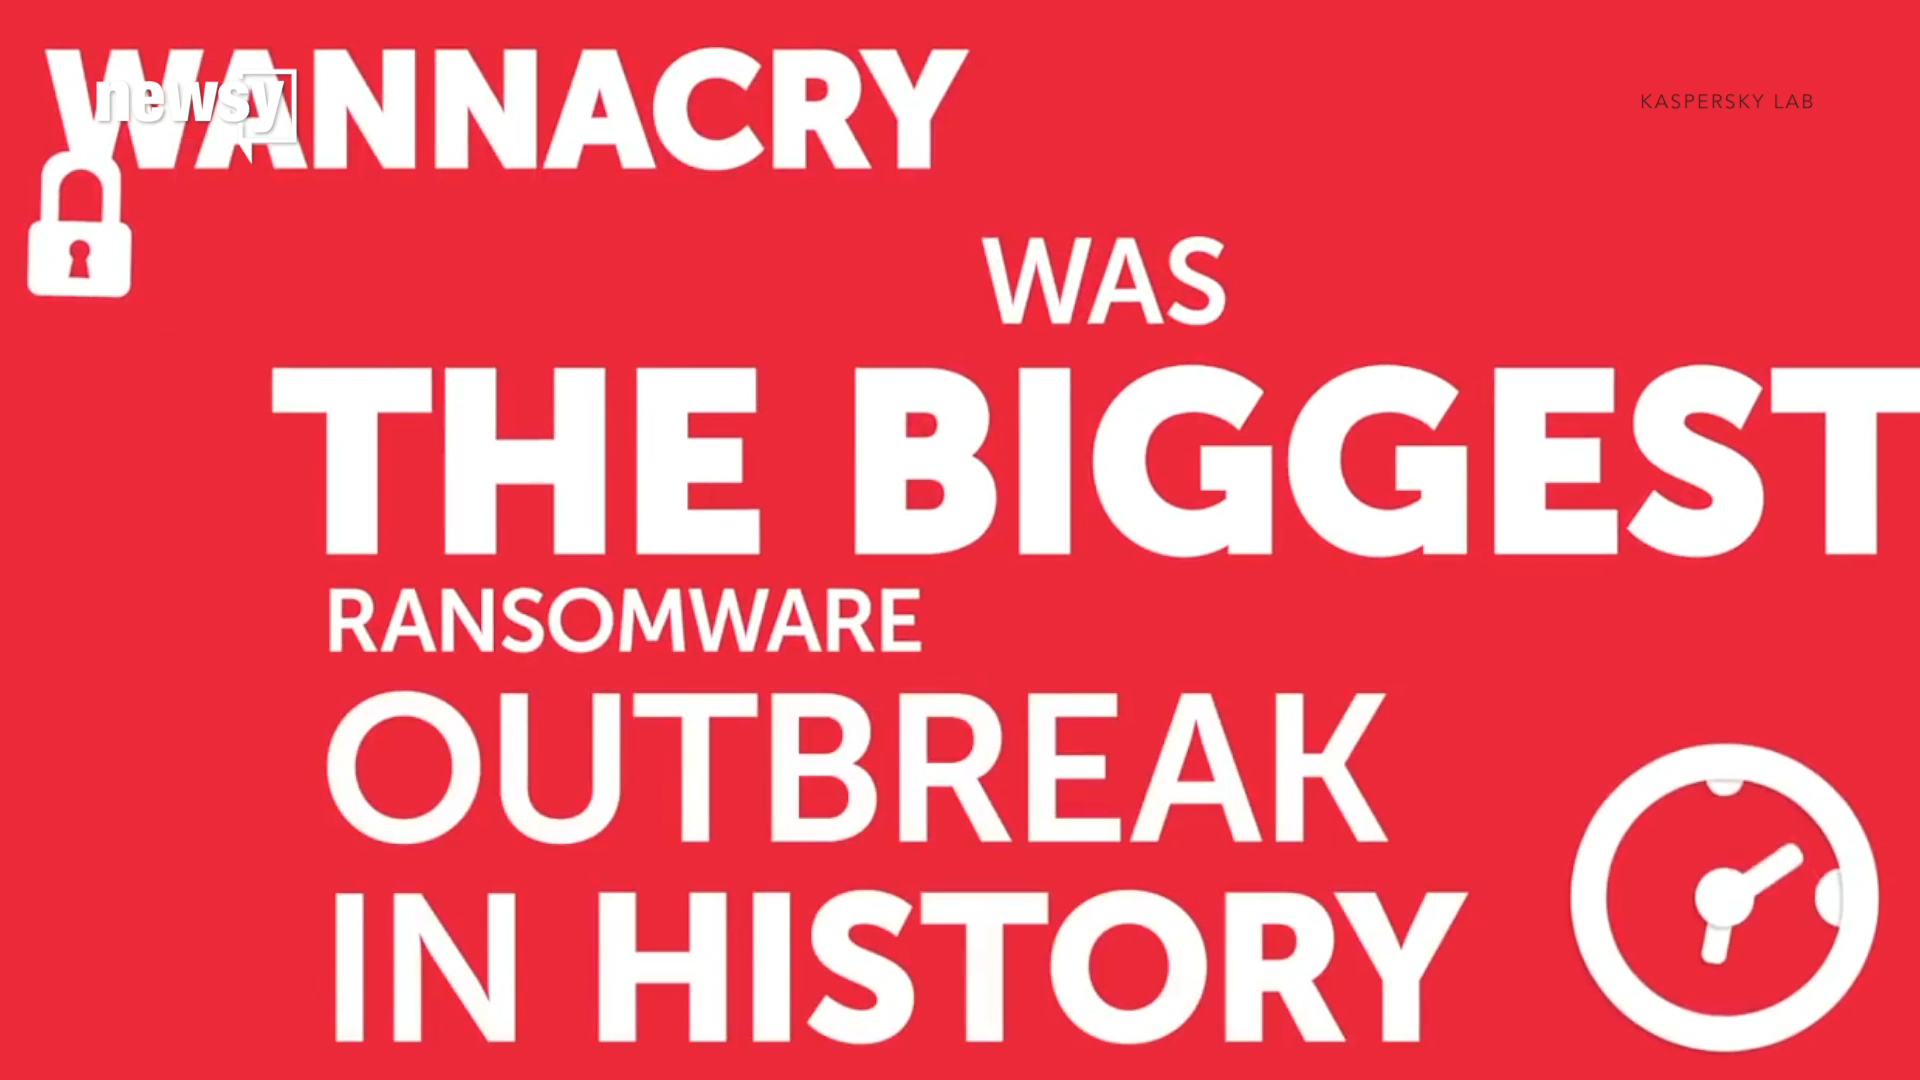 WANNACRY
newsy
KASPERSKY LAB
WAS
THE BIGGEST
RANSOMWARE
OUTBREAK
IN HISTORY